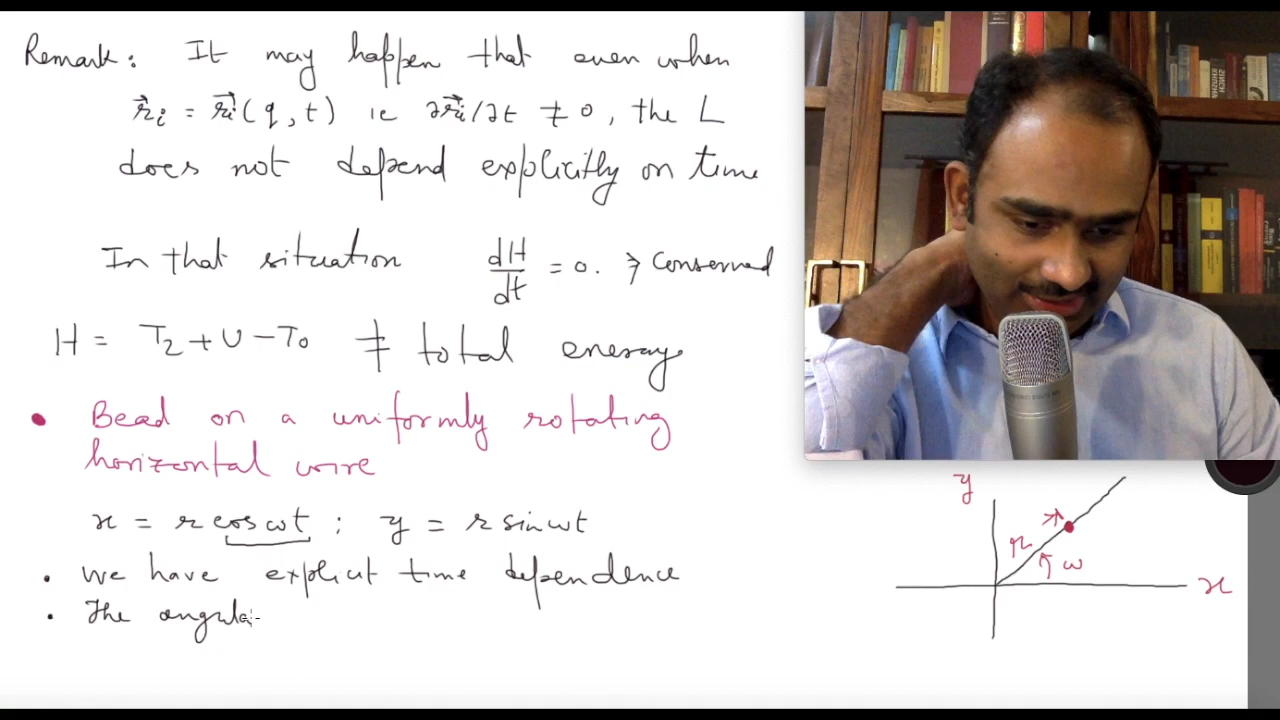 Remark: It may happen that even when
r⃗i = r⃗i(q, t) ie ∂r⃗i/∂t ≠ 0, the L
does not depend explicitly on time
In that situation dH/dt = 0. → Conserved
H = T2 + U - T0 ≠ total energy
• Bead on a uniformly rotating
horizontal wire
x = r cos ωt ; y = r sin ωt
• We have explicit time dependence
• The angula
y
r
ω
x